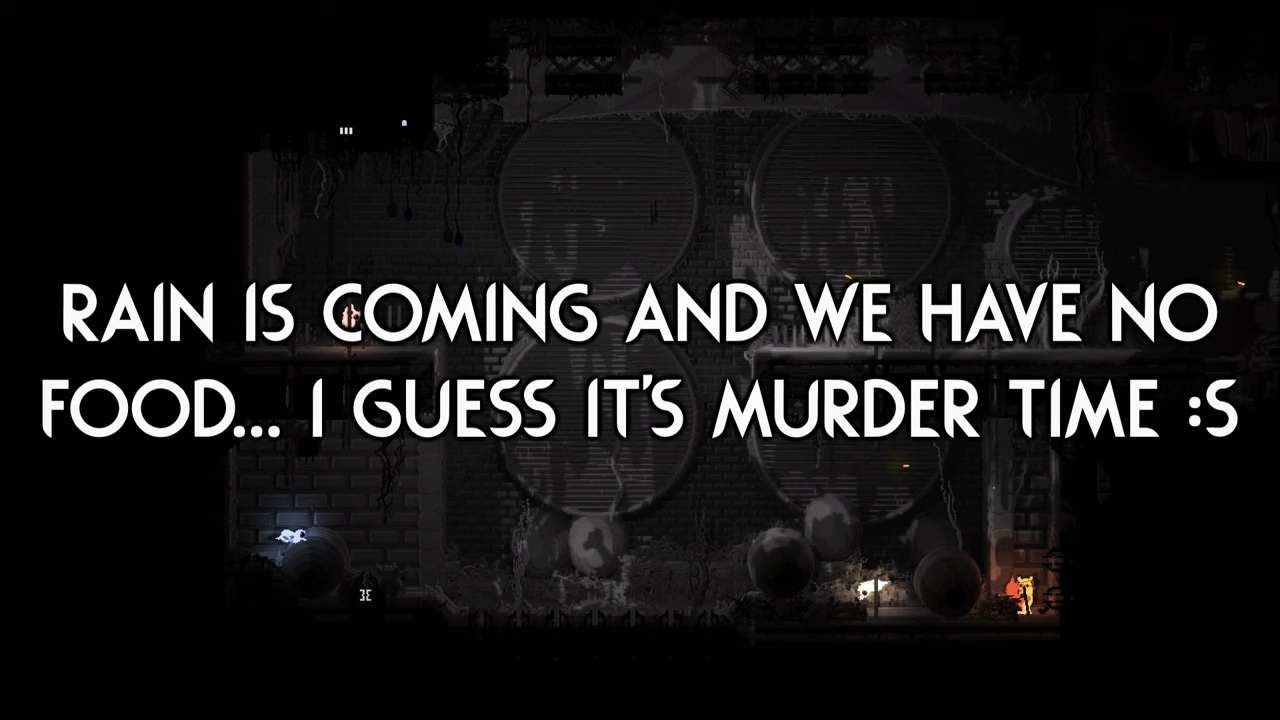 RAIN IS COMING AND WE HAVE NO
FOOD... I GUESS IT'S MURDER TIME :S